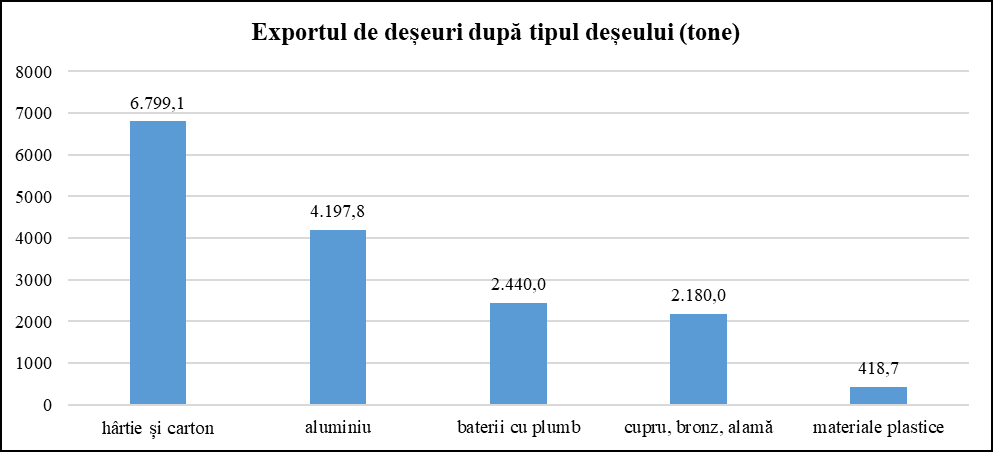 Exportul de deșeuri după tipul deșeului (tone)
8000
7000
6000
5000
4000
3000
2000
1000
0
6.799,1
4.197,8
2.440,0
2.180,0
418,7
hârtie și carton
aluminiu
baterii cu plumb
cupru, bronz, alamă
materiale plastice